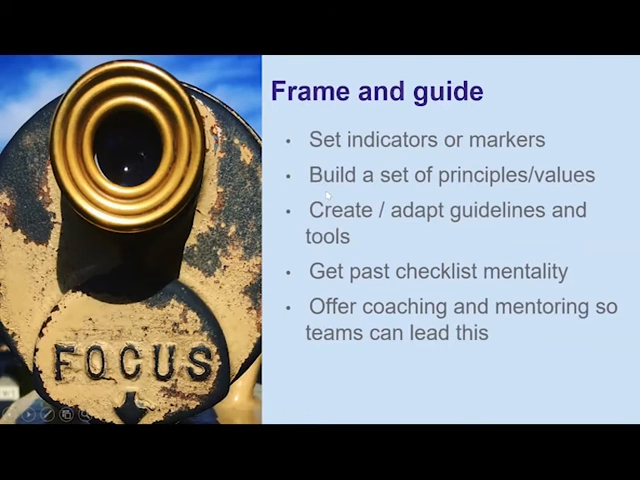 Frame and guide
• Set indicators or markers
• Build a set of principles/values
• Create / adapt guidelines and
tools
• Get past checklist mentality
• Offer coaching and mentoring so
teams can lead this
FOCUS